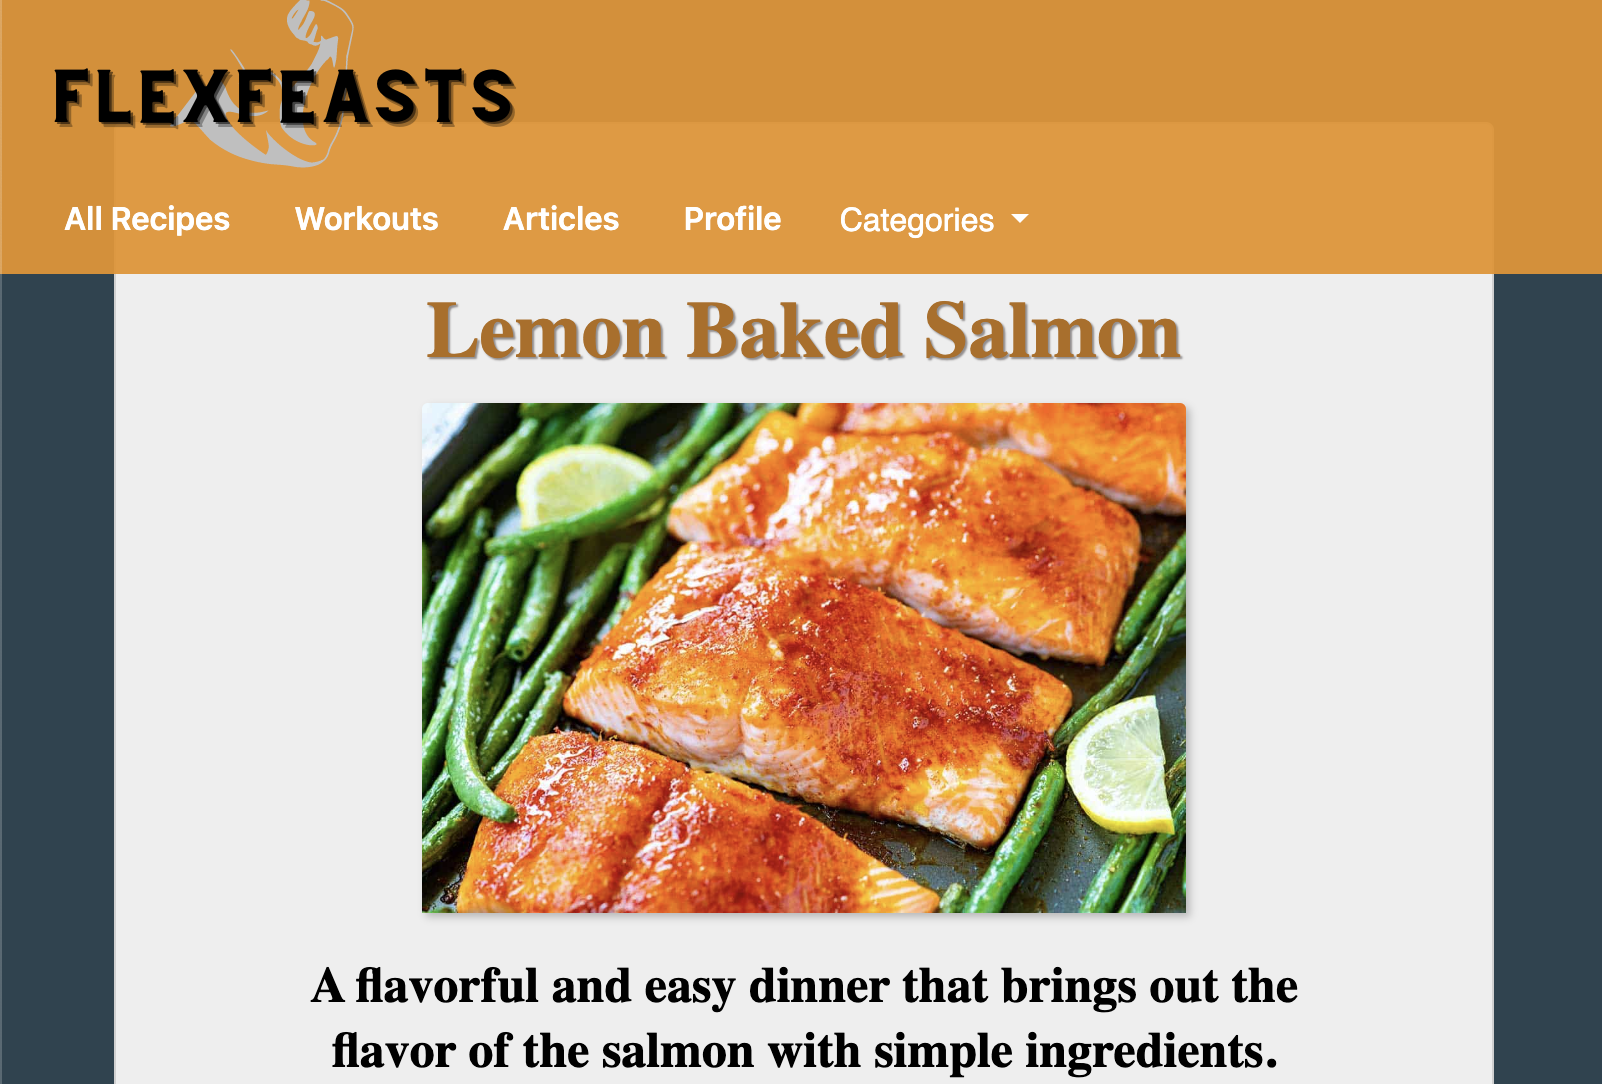 FLEXFEASTS
All Recipes Workouts Articles Profile Categories
Lemon Baked Salmon
A flavorful and easy dinner that brings out the
flavor of the salmon with simple ingredients.